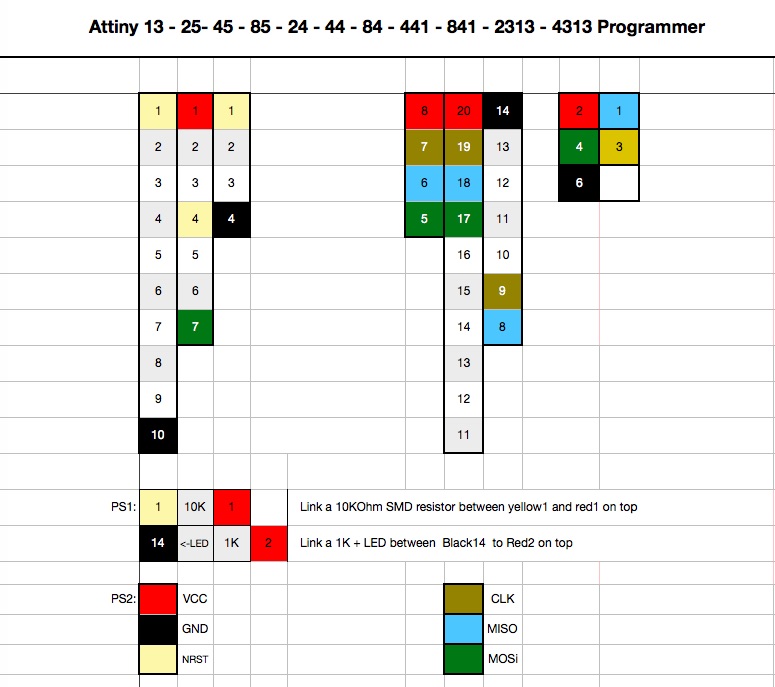 Attiny 13 - 25- 45 - 85 - 24 - 44 - 84 - 441 - 841 - 2313 - 4313 Programmer
1 1 1 8 20 14 2 1
2 2 2 7 19 13 4 3
3 3 3 6 18 12 6
4 4 4 5 17 11
5 5 16 10
6 6 15 9
7 7 14 8
8 13
9 12
10 11
PS1: 1 10K 1 Link a 10KOhm SMD resistor between yellow1 and red1 on top
14 <-LED 1K 2 Link a 1K + LED between Black14 to Red2 on top
PS2: VCC CLK
GND MISO
NRST MOSi